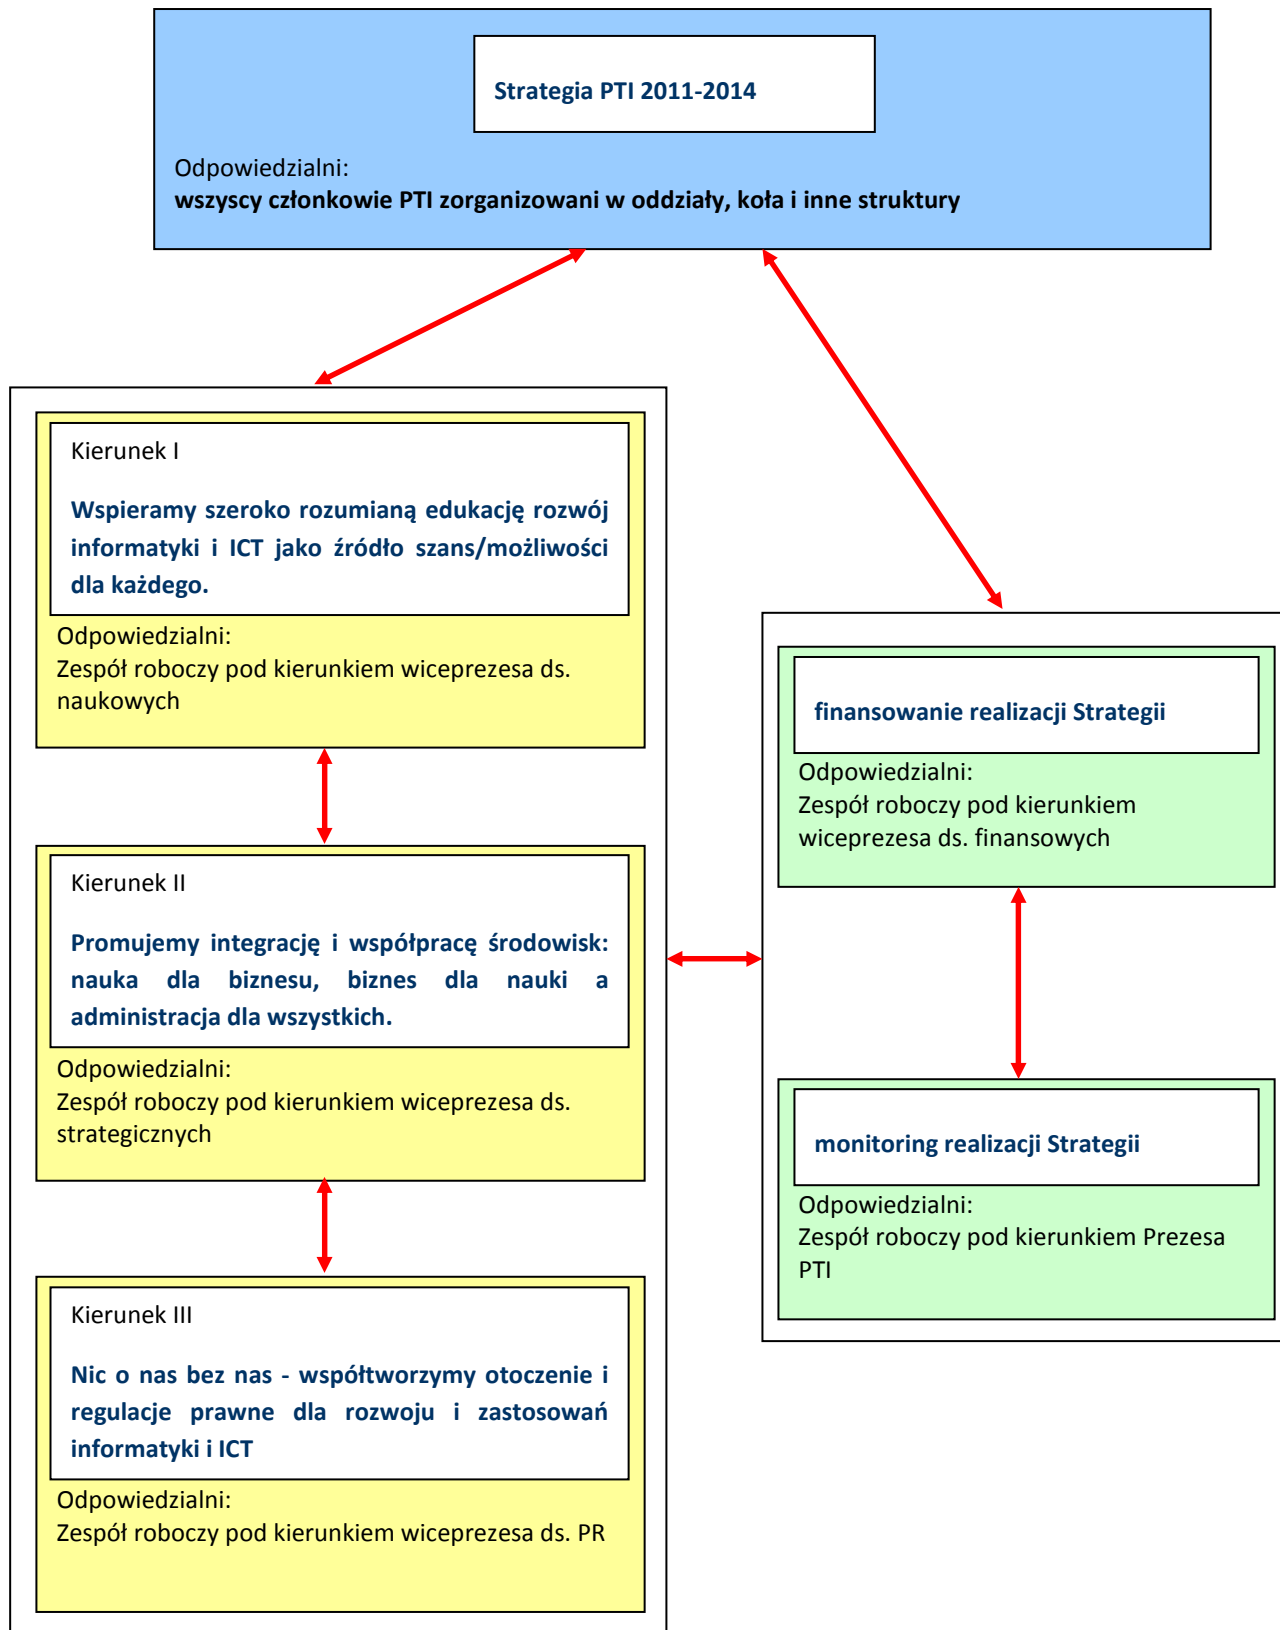 Strategia PTI 2011-2014
Odpowiedzialni:
wszyscy członkowie PTI zorganizowani w oddziały, koła i inne struktury
Kierunek I
Wspieramy szeroko rozumianą edukację rozwój
informatyki i ICT jako źródło szans/możliwości
dla każdego.
Odpowiedzialni:
Zespół roboczy pod kierunkiem wiceprezesa ds.
naukowych
Kierunek II
Promujemy integrację i współpracę środowisk:
nauka dla biznesu, biznes dla nauki a
administracja dla wszystkich.
Odpowiedzialni:
Zespół roboczy pod kierunkiem wiceprezesa ds.
strategicznych
Kierunek III
Nic o nas bez nas - współtworzymy otoczenie i
regulacje prawne dla rozwoju i zastosowań
informatyki i ICT
Odpowiedzialni:
Zespół roboczy pod kierunkiem wiceprezesa ds. PR
finansowanie realizacji Strategii
Odpowiedzialni:
Zespół roboczy pod kierunkiem
wiceprezesa ds. finansowych
monitoring realizacji Strategii
Odpowiedzialni:
Zespół roboczy pod kierunkiem Prezesa
PTI